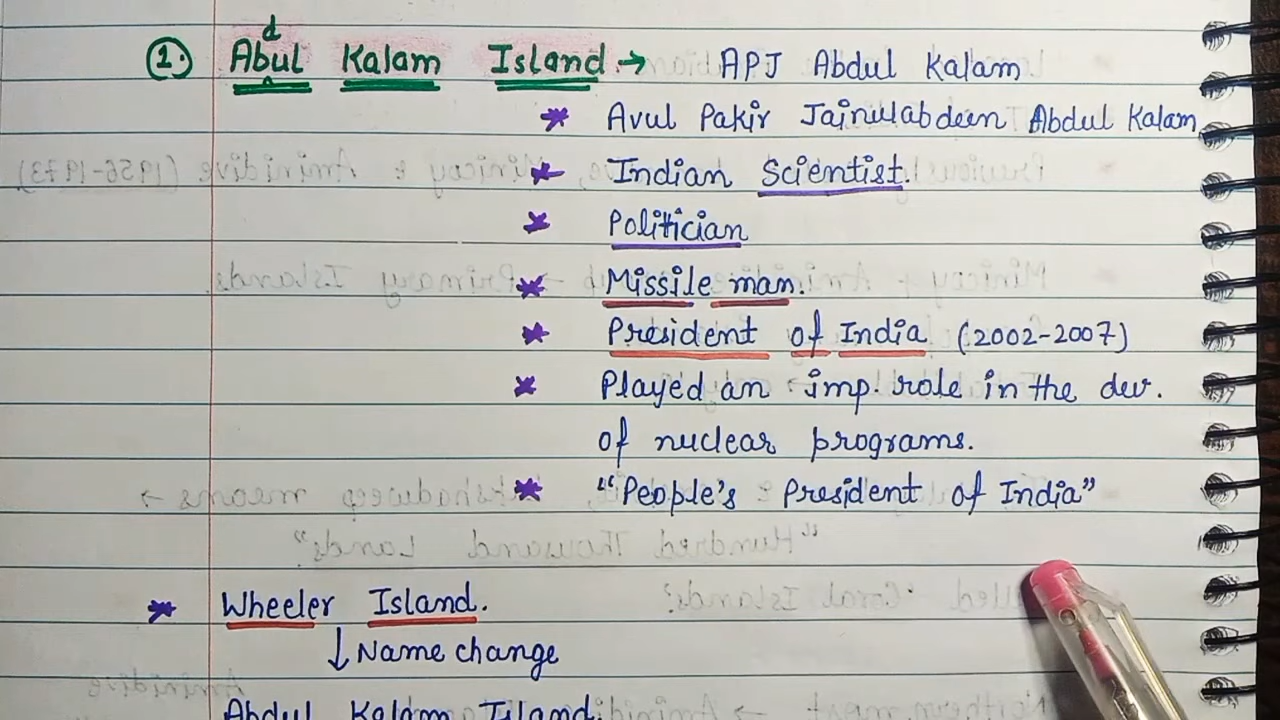 1. Abdul Kalam Island → APJ Abdul Kalam
* Avul Pakir Jainulabdeen Abdul Kalam
* Indian Scientist.
* Politician
* Missile man.
* President of India (2002-2007)
* Played an imp. role in the dev.
of nuclear programs.
* "People's President of India"
* Wheeler Island.
↓ Name change
Abdul Kalam Island.